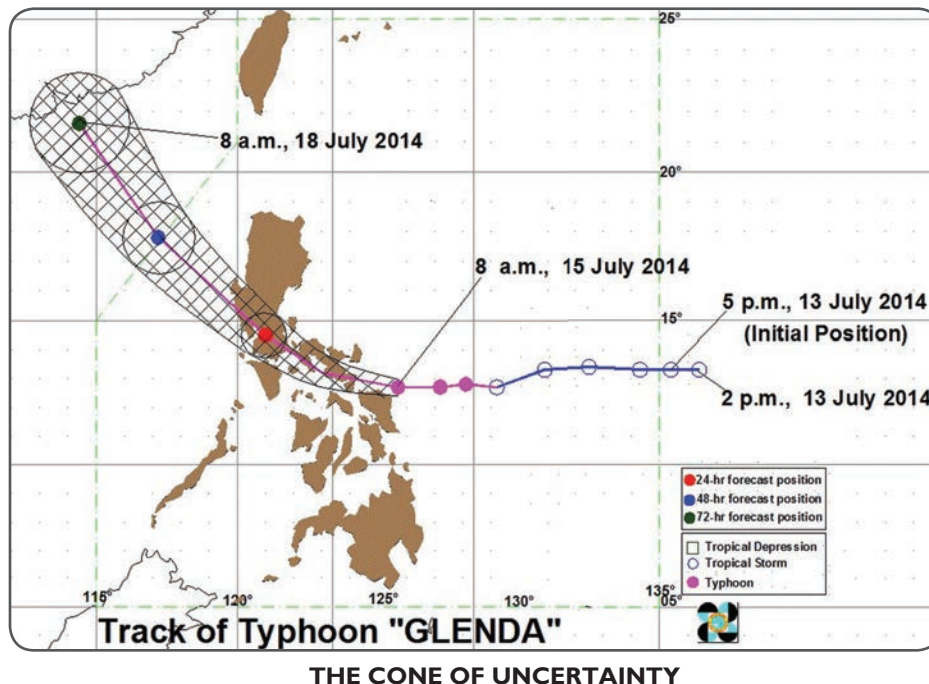 25°
8 a.m., 18 July 2014
20°
8 a.m., 15 July 2014
15°
5 p.m., 13 July 2014
(Initial Position)
2 p.m., 13 July 2014
24-hr forecast position
48-hr forecast position
72-hr forecast position
Tropical Depression
Tropical Storm
Typhoon
115°
120°
125°
130°
135°
05°
Track of Typhoon "GLENDA"
THE CONE OF UNCERTAINTY